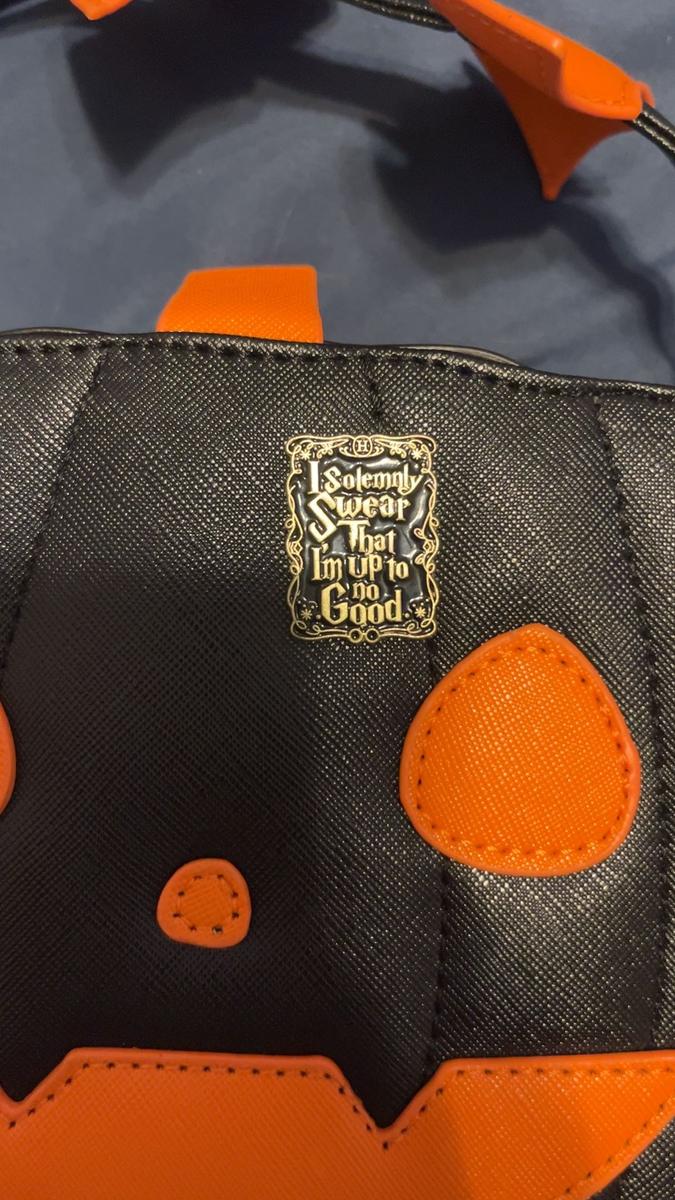 H
I Solemnly
Swear
That
I'm up to
no
Good.